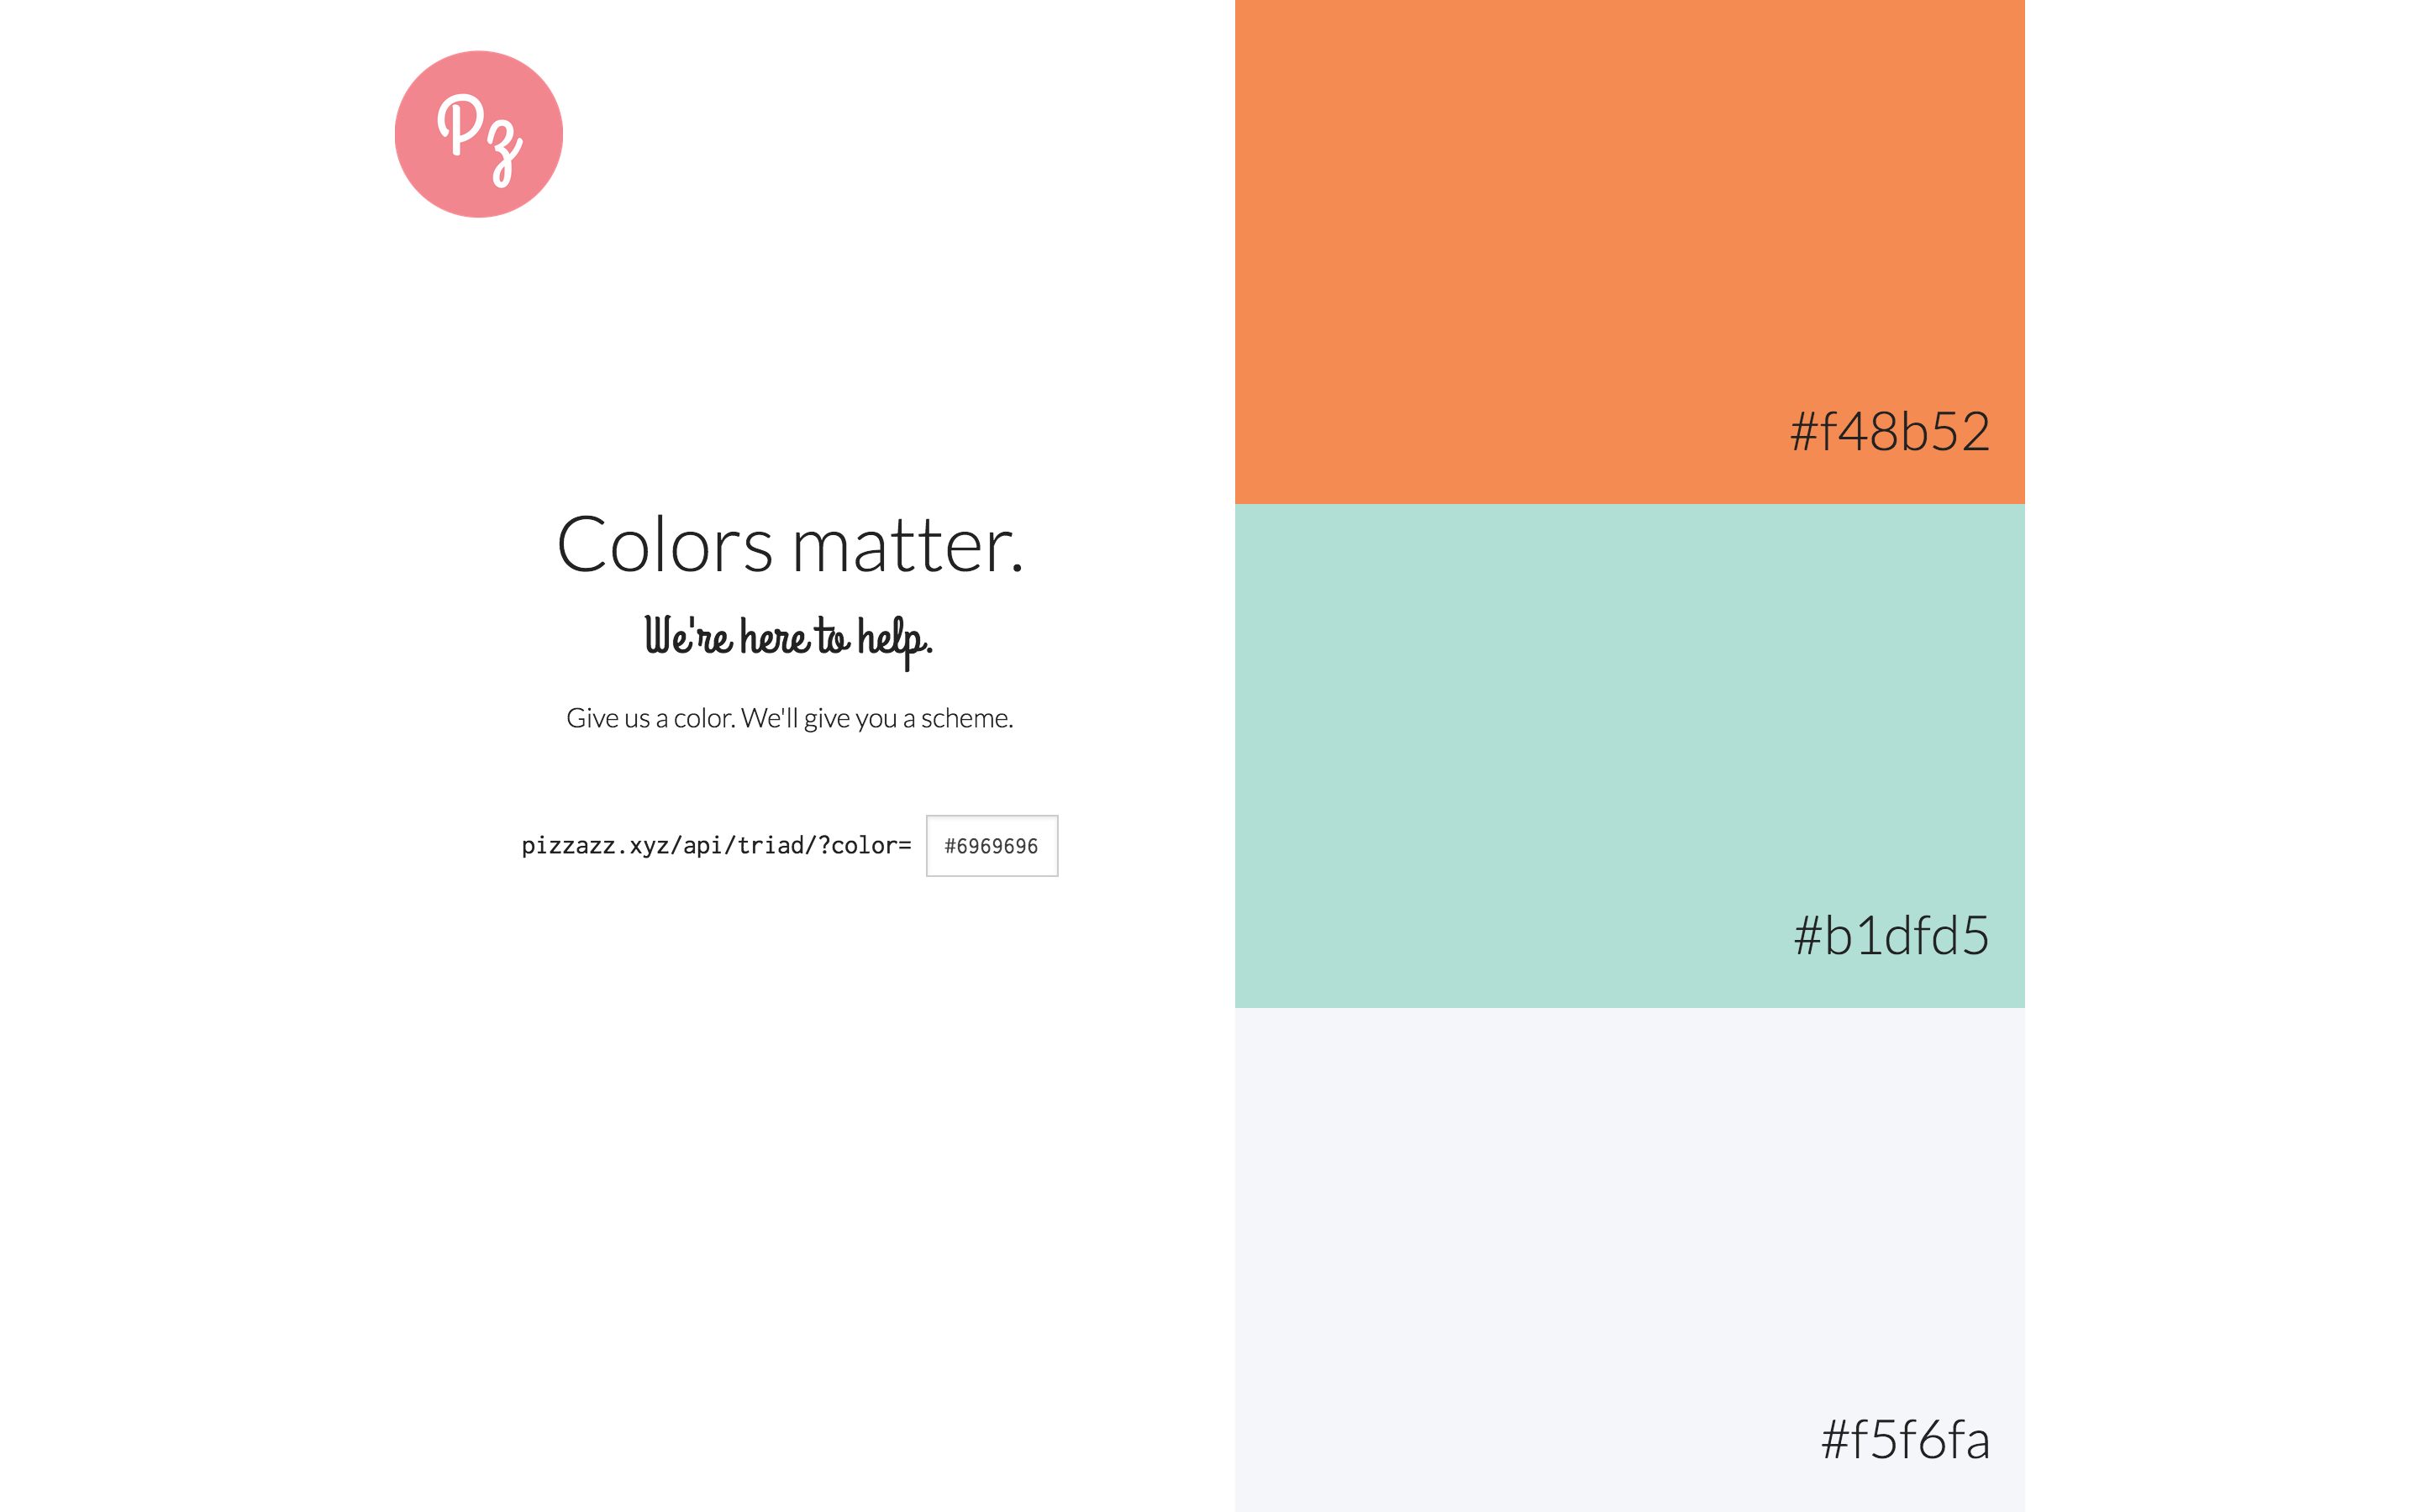 Pz
Colors matter.
We're here to help.
Give us a color. We'll give you a scheme.
pizzazz.xyz/api/triad/?color= #6969696
#f48b52
#b1dfd5
#f5f6fa